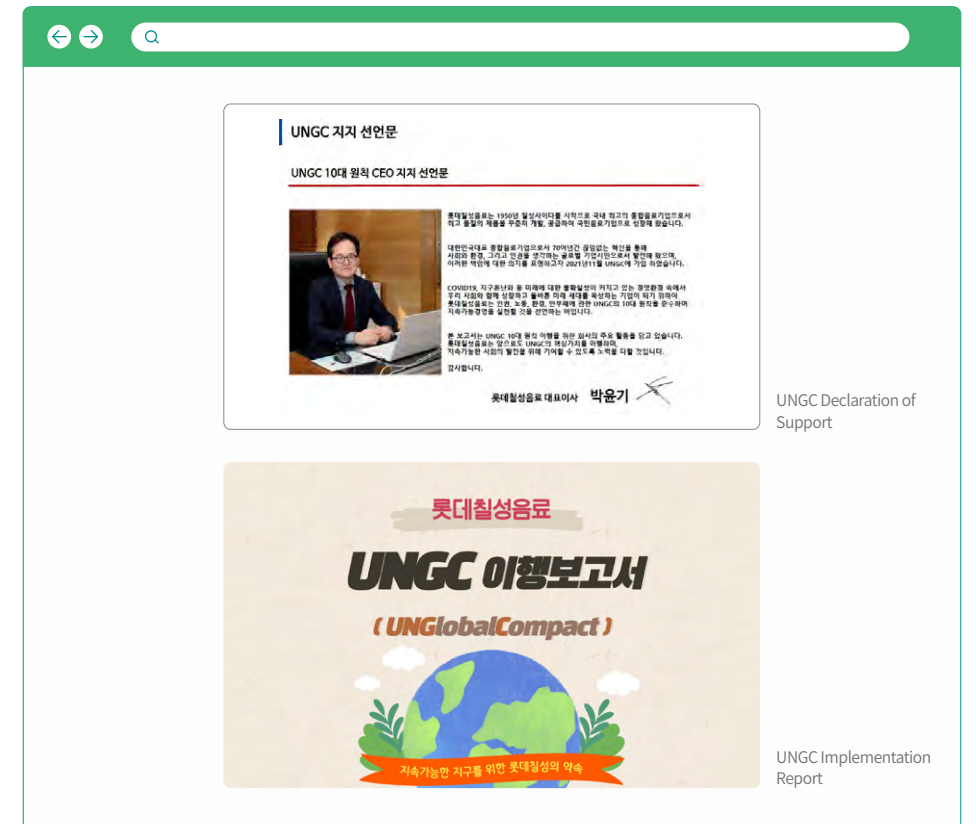 UNGC 지지 선언문
UNGC 10대 원칙 CEO 지지 선언문
롯데칠성음료는 1950년 칠성사이다를 시작으로 국내 최고의 종합음료기업으로서
최고 품질의 제품을 꾸준히 개발, 공급하여 국민음료기업으로 성장해 왔습니다.
대한민국대표 종합음료기업으로서 70여년간 끊임없는 혁신을 통해
사회와 환경, 그리고 인권을 생각하는 글로벌 기업시민으로서 발전해 왔으며,
이러한 책임에 대한 의지를 표명하고자 2021년11월 UNGC에 가입 하였습니다.
COVID19, 지구온난화 등 미래에 대한 불확실성이 커지고 있는 경영환경 속에서
우리 사회와 함께 성장하고 올바른 미래 세대를 육성하는 기업이 되기 위하여
롯데칠성음료는 인권, 노동, 환경, 반부패에 관한 UNGC의 10대 원칙을 준수하며
지속가능경영을 실천할 것을 선언하는 바입니다.
본 보고서는 UNGC 10대 원칙 이행을 위한 회사의 주요 활동을 담고 있습니다.
롯데칠성음료는 앞으로도 UNGC의 핵심가치를 이행하며,
지속가능한 사회의 발전을 위해 기여할 수 있도록 노력을 다할 것입니다.
감사합니다.
롯데칠성음료 대표이사 박윤기
UNGC Declaration of
Support
롯데칠성음료
UNGC 이행보고서
( UNGlobalCompact )
지속가능한 지구를 위한 롯데칠성의 약속
UNGC Implementation
Report